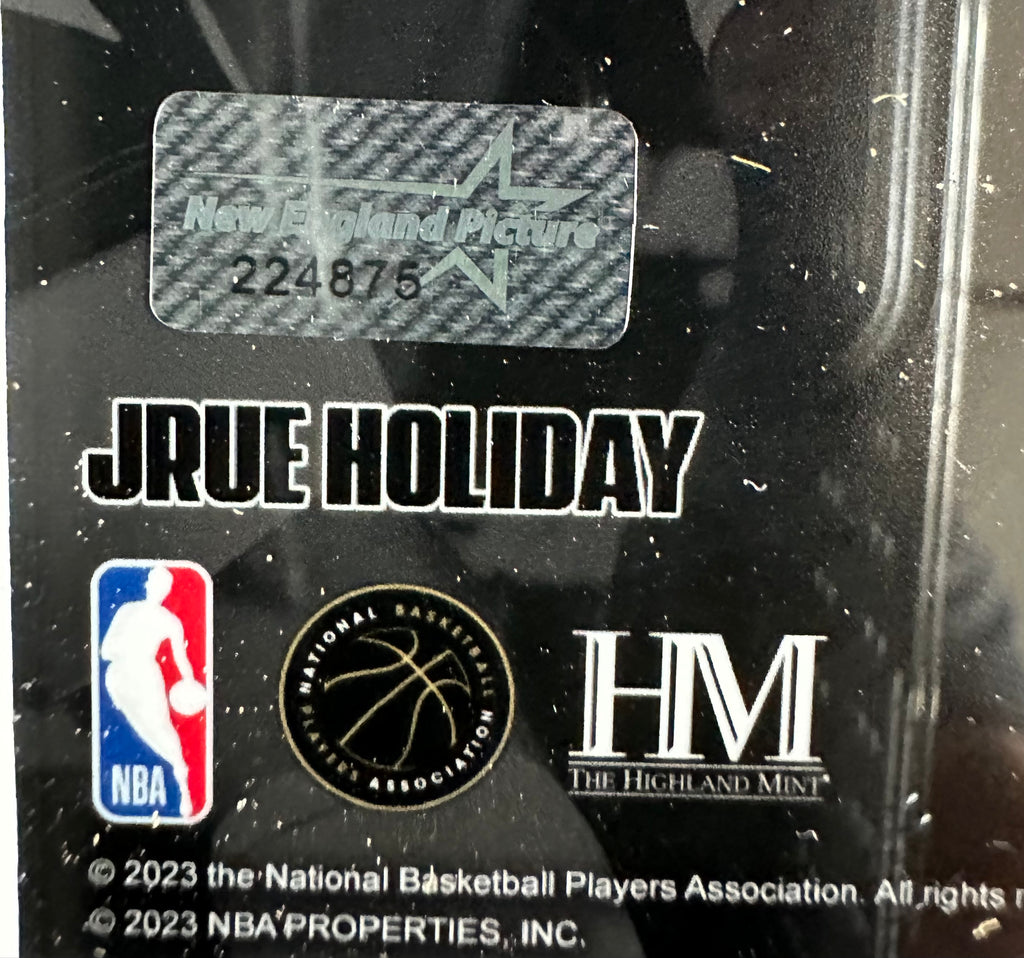 New England Picture
224875
JRUE HOLIDAY
NBA
NATIONAL BASKETBALL PLAYERS ASSOCIATION
HM
THE HIGHLAND MINT
© 2023 the National Basketball Players Association. All rights
© 2023 NBA PROPERTIES, INC.